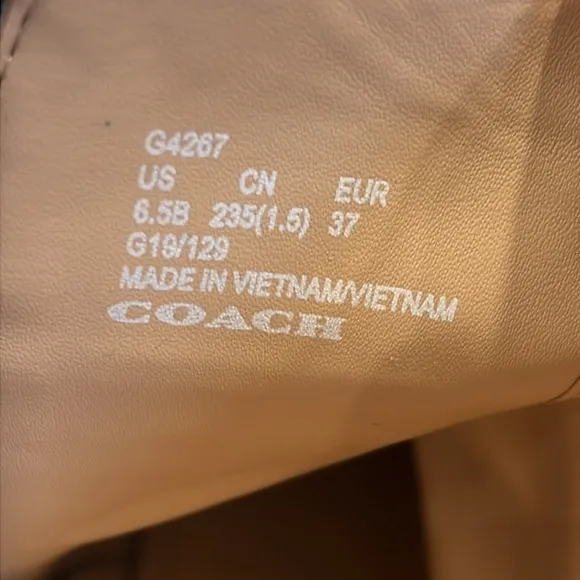 G4267
US CN EUR
6.5B 235(1.5) 37
G19/129
MADE IN VIETNAM/VIETNAM
COACH